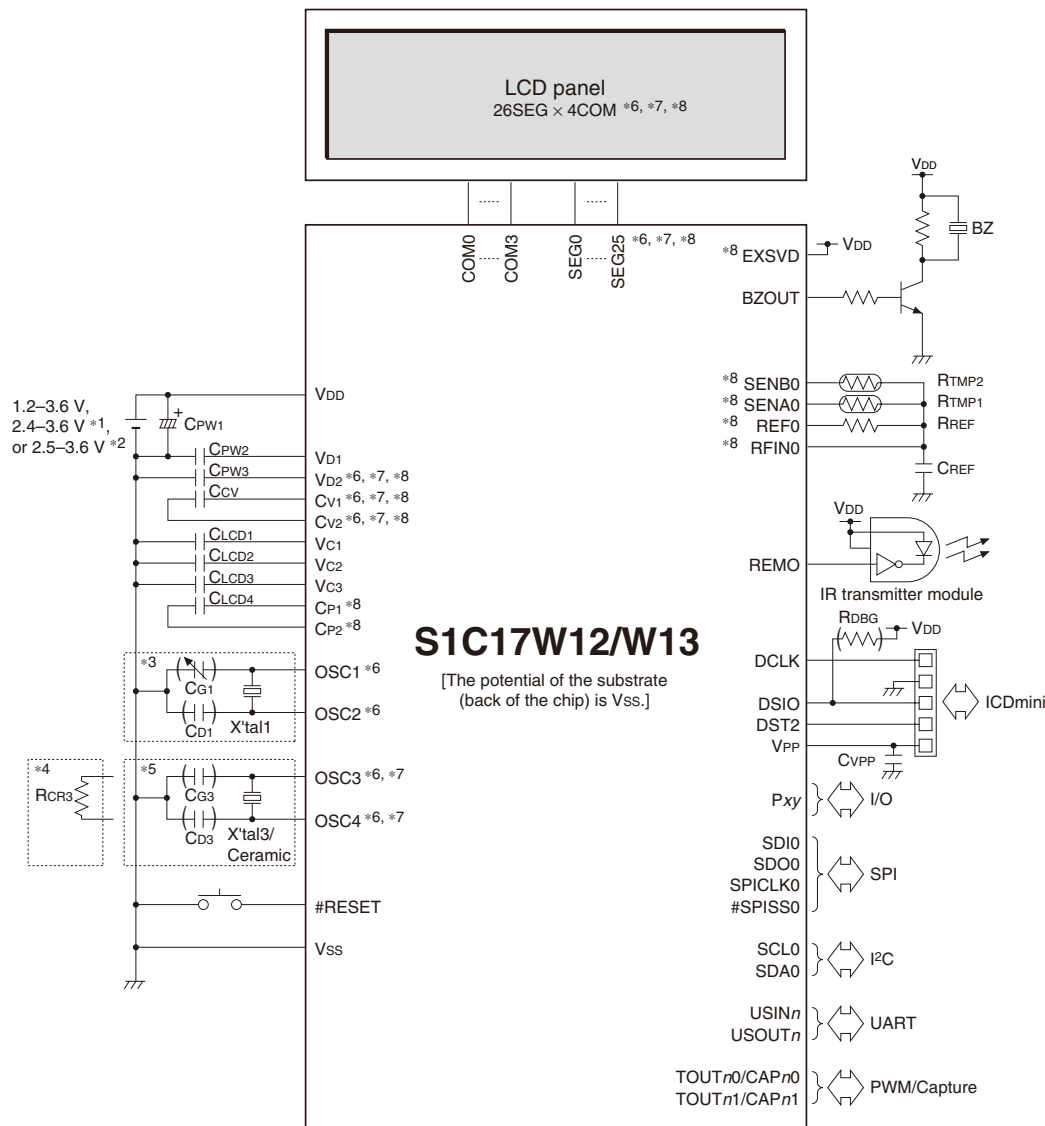 LCD panel
26SEG × 4COM *6, *7, *8
COM0
COM3
SEG0
SEG25
*6, *7, *8
*8 EXSVD
VDD
VDD
BZ
BZOUT
*8 SENB0
RTMP2
*8 SENA0
RTMP1
*8 REF0
RREF
*8 RFIN0
CREF
VDD
REMO
IR transmitter module
RDBG
VDD
DCLK
DSIO
DST2
VPP
CVPP
ICDmini
Pxy
I/O
SDI0
SDO0
SPICLK0
#SPISS0
SPI
SCL0
SDA0
I²C
USINn
USOUTn
UART
TOUTn0/CAPn0
TOUTn1/CAPn1
PWM/Capture
1.2–3.6 V,
2.4–3.6 V *1,
or 2.5–3.6 V *2
+
CPW1
VDD
CPW2
VD1
CPW3
VD2 *6, *7, *8
CCV
CV1 *6, *7, *8
CV2 *6, *7, *8
CLCD1
VC1
CLCD2
VC2
CLCD3
VC3
CLCD4
CP1 *8
CP2 *8
S1C17W12/W13
[The potential of the substrate
(back of the chip) is VSS.]
*3
CG1
CD1
X'tal1
OSC1 *6
OSC2 *6
*4
RCR3
*5
CG3
CD3
X'tal3/
Ceramic
OSC3 *6, *7
OSC4 *6, *7
#RESET
VSS